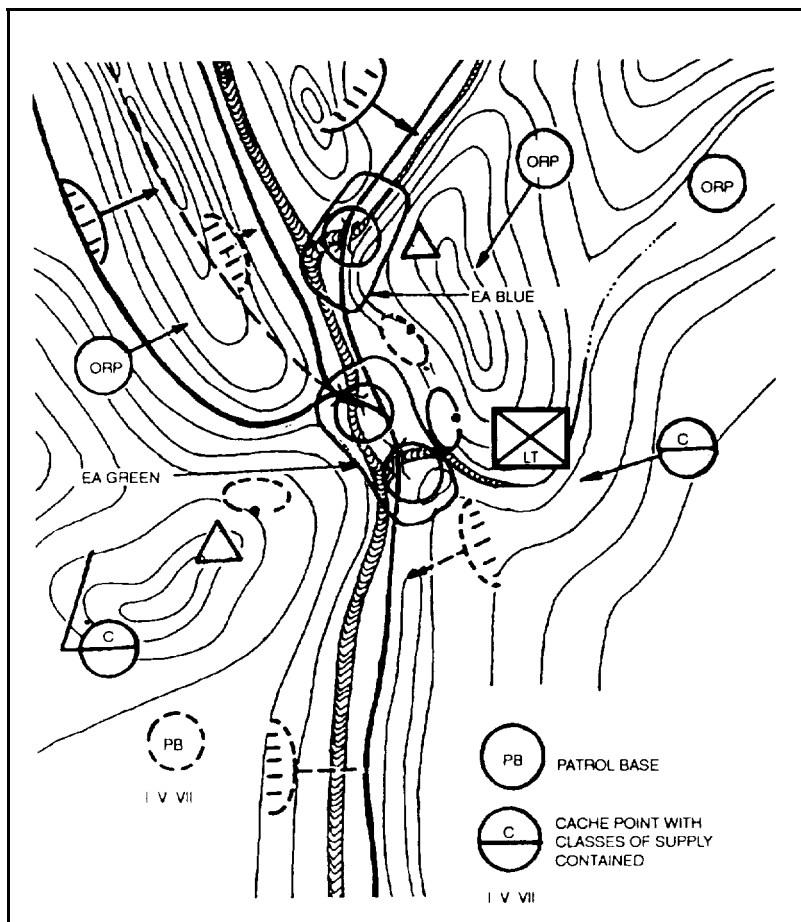 ORP
ORP
EA BLUE
ORP
LT
C
EA GREEN
C
PB
I V VII
PB PATROL BASE
C
CACHE POINT WITH
CLASSES OF SUPPLY
CONTAINED
I V VII